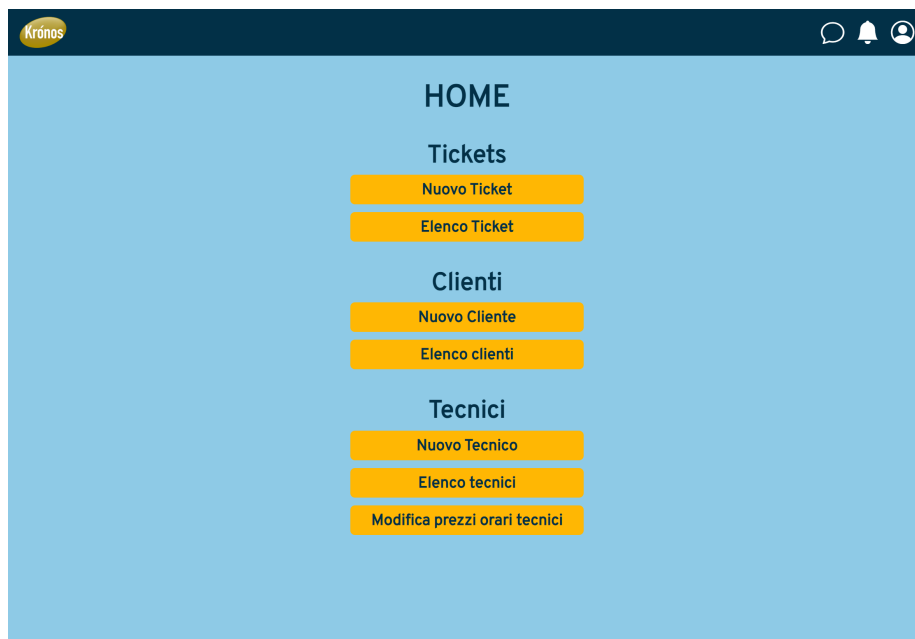 Krónos
HOME
Tickets
Nuovo Ticket
Elenco Ticket
Clienti
Nuovo Cliente
Elenco clienti
Tecnici
Nuovo Tecnico
Elenco tecnici
Modifica prezzi orari tecnici